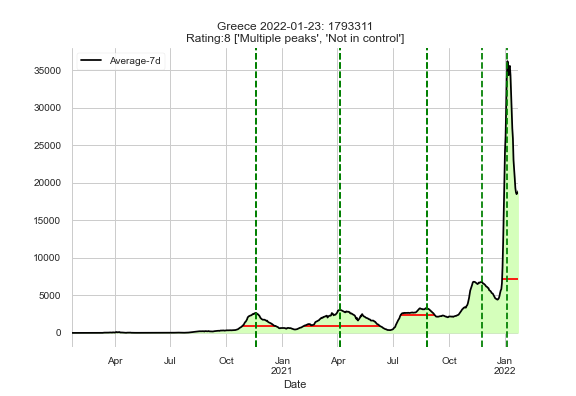 Greece 2022-01-23: 1793311
Rating:8 ['Multiple peaks', 'Not in control']
Average-7d
35000
30000
25000
20000
15000
10000
5000
0
Apr
Jul
Oct
Jan
2021
Apr
Jul
Oct
Jan
2022
Date